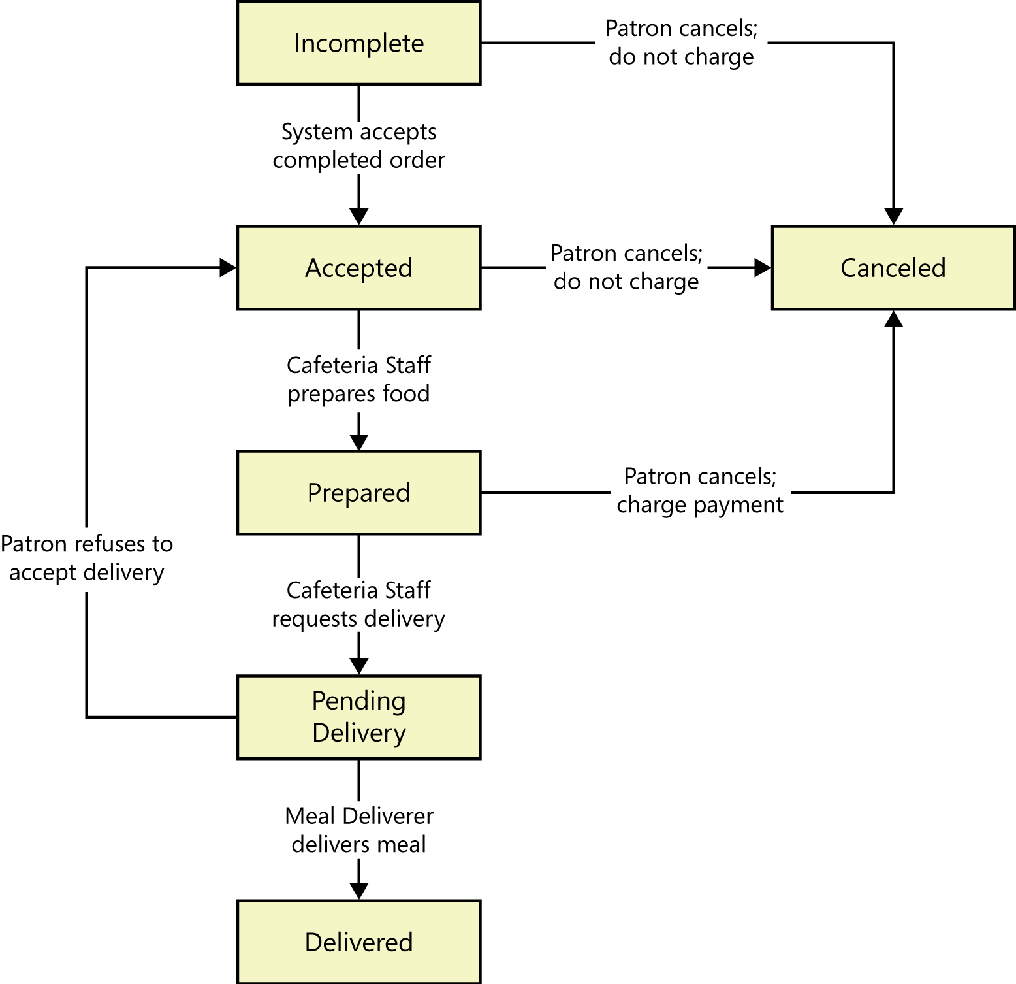 Incomplete
Patron cancels;
do not charge
System accepts
completed order
Accepted
Patron cancels;
do not charge
Canceled
Cafeteria Staff
prepares food
Prepared
Patron cancels;
charge payment
Patron refuses to
accept delivery
Cafeteria Staff
requests delivery
Pending
Delivery
Meal Deliverer
delivers meal
Delivered